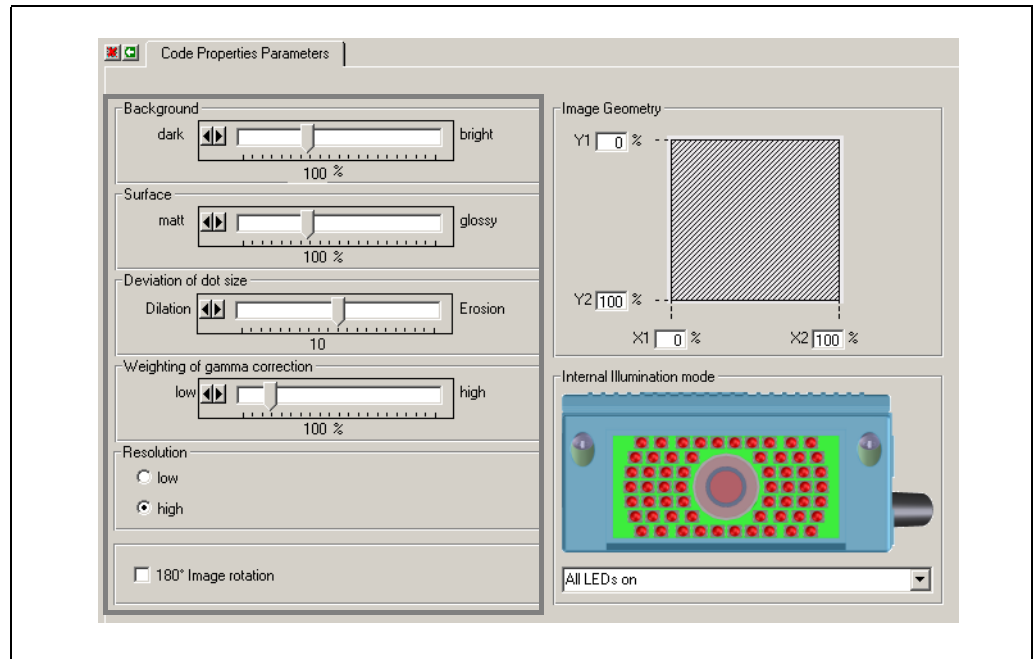 Code Properties Parameters
Background
dark bright
100 %
Surface
matt glossy
100 %
Deviation of dot size
Dilation Erosion
10
Weighting of gamma correction
low high
100 %
Resolution
low
high
180° Image rotation
Image Geometry
Y1 0 %
Y2 100 %
X1 0 % X2 100 %
Internal Illumination mode
All LEDs on